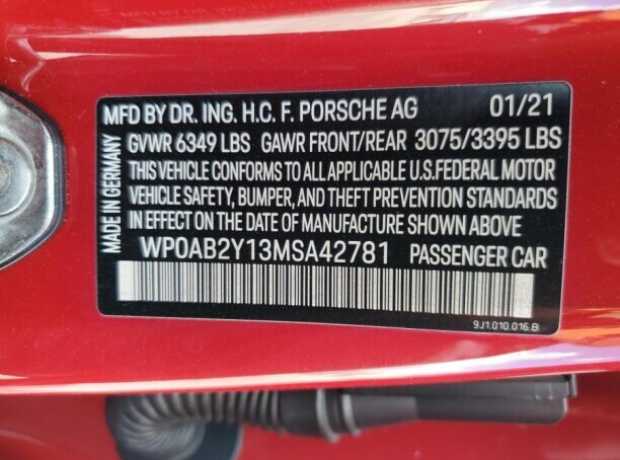 MFD BY DR. ING. H.C. F. PORSCHE AG 01/21
GVWR 6349 LBS GAWR FRONT/REAR 3075/3395 LBS
THIS VEHICLE CONFORMS TO ALL APPLICABLE U.S.FEDERAL MOTOR
VEHICLE SAFETY, BUMPER, AND THEFT PREVENTION STANDARDS
IN EFFECT ON THE DATE OF MANUFACTURE SHOWN ABOVE
WP0AB2Y13MSA42781 PASSENGER CAR
MADE IN GERMANY
9J1.010.016.B